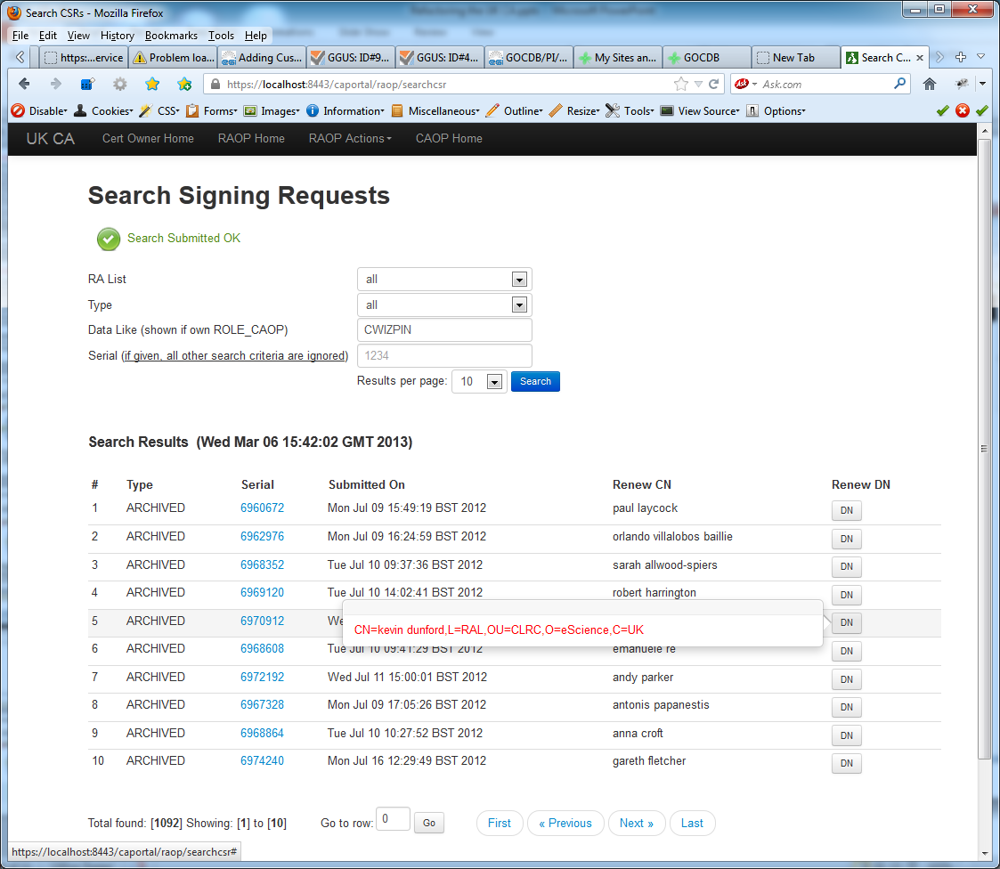 Search CSRs - Mozilla Firefox
File Edit View History Bookmarks Tools Help
https:...ervice Problem loa... Adding Cus... GGUS: ID#9... GGUS: ID#4... GOCDB/PI/... My Sites an... GOCDB New Tab Search C...
https://localhost:8443/caportal/raop/searchcsr Ask Ask.com
Disable Cookies CSS Forms Images Information Miscellaneous Outline Resize Tools View Source Options
UK CA Cert Owner Home RAOP Home RAOP Actions CAOP Home
Search Signing Requests
Search Submitted OK
RA List all
Type all
Data Like (shown if own ROLE_CAOP) CWIZPIN
Serial (if given, all other search criteria are ignored) 1234
Results per page: 10 Search
Search Results (Wed Mar 06 15:42:02 GMT 2013)
# Type Serial Submitted On Renew CN Renew DN
1 ARCHIVED 6960672 Mon Jul 09 15:49:19 BST 2012 paul laycock DN
2 ARCHIVED 6962976 Mon Jul 09 16:24:59 BST 2012 orlando villalobos baillie DN
3 ARCHIVED 6968352 Tue Jul 10 09:37:36 BST 2012 sarah allwood-spiers DN
4 ARCHIVED 6969120 Tue Jul 10 14:02:41 BST 2012 robert harrington DN
5 ARCHIVED 6970912 We DN
CN=kevin dunford,L=RAL,OU=CLRC,O=eScience,C=UK
6 ARCHIVED 6968608 Tue Jul 10 09:41:29 BST 2012 emanuele re DN
7 ARCHIVED 6972192 Wed Jul 11 15:00:01 BST 2012 andy parker DN
8 ARCHIVED 6967328 Mon Jul 09 17:05:26 BST 2012 antonis papanestis DN
9 ARCHIVED 6968864 Tue Jul 10 10:27:52 BST 2012 anna croft DN
10 ARCHIVED 6974240 Mon Jul 16 12:29:49 BST 2012 gareth fletcher DN
Total found: [1092] Showing: [1] to [10] Go to row: 0 Go First « Previous Next » Last
https://localhost:8443/caportal/raop/searchcsr#